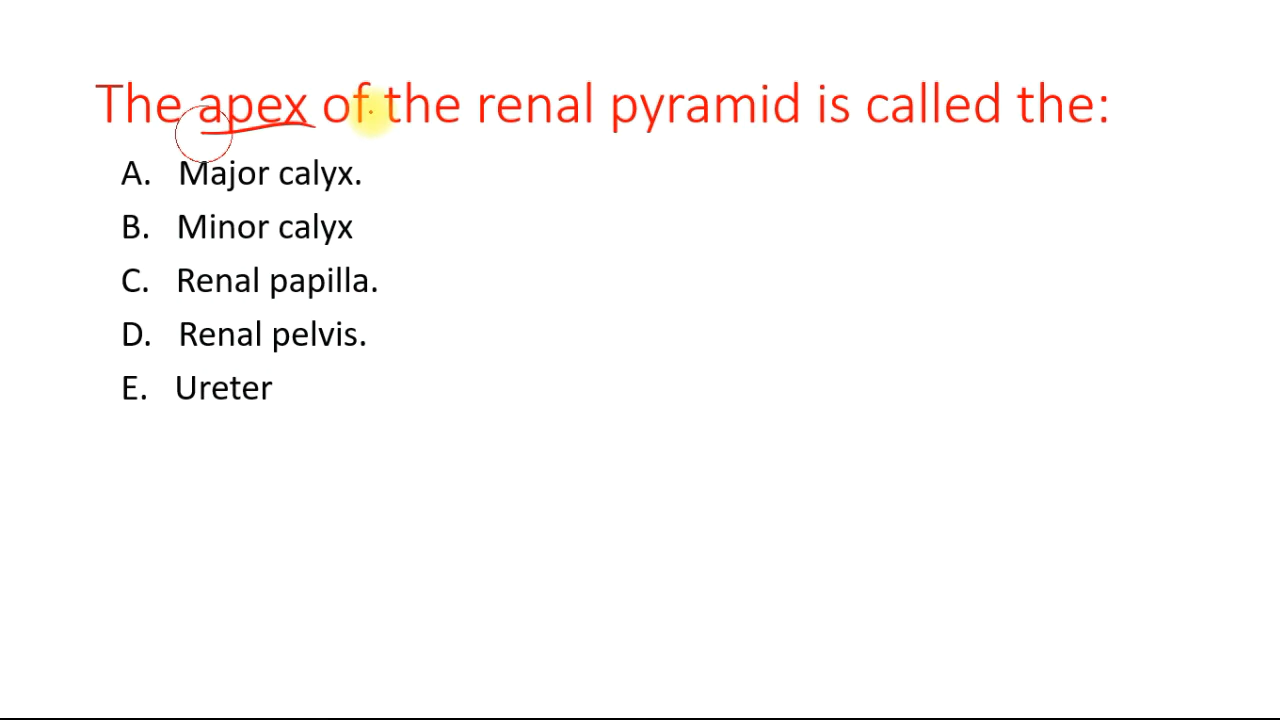 The apex of the renal pyramid is called the:
A. Major calyx.
B. Minor calyx
C. Renal papilla.
D. Renal pelvis.
E. Ureter